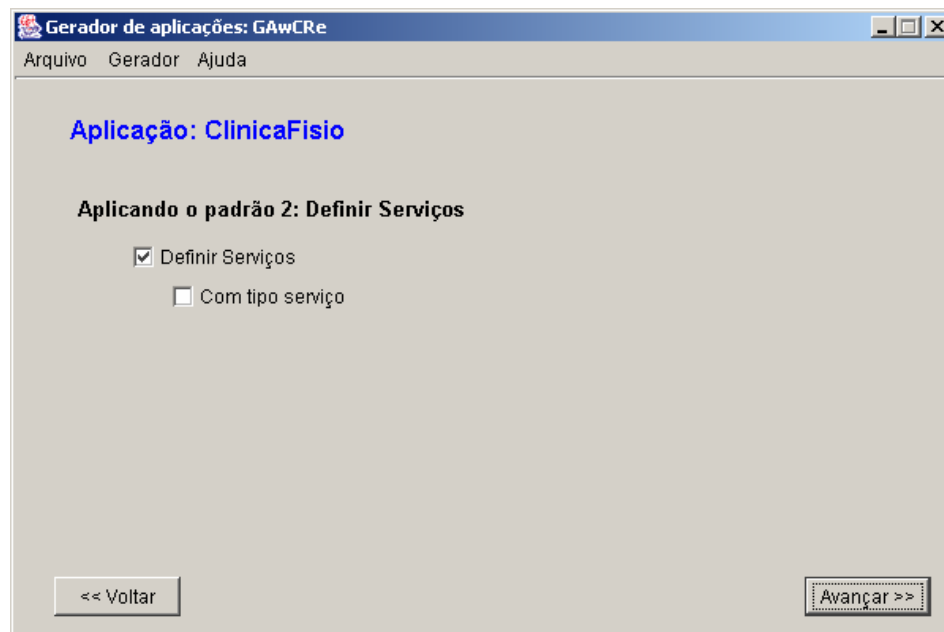 Gerador de aplicações: GAwCRe
Arquivo Gerador Ajuda
Aplicação: ClinicaFisio
Aplicando o padrão 2: Definir Serviços
Definir Serviços
Com tipo serviço
<< Voltar Avançar >>